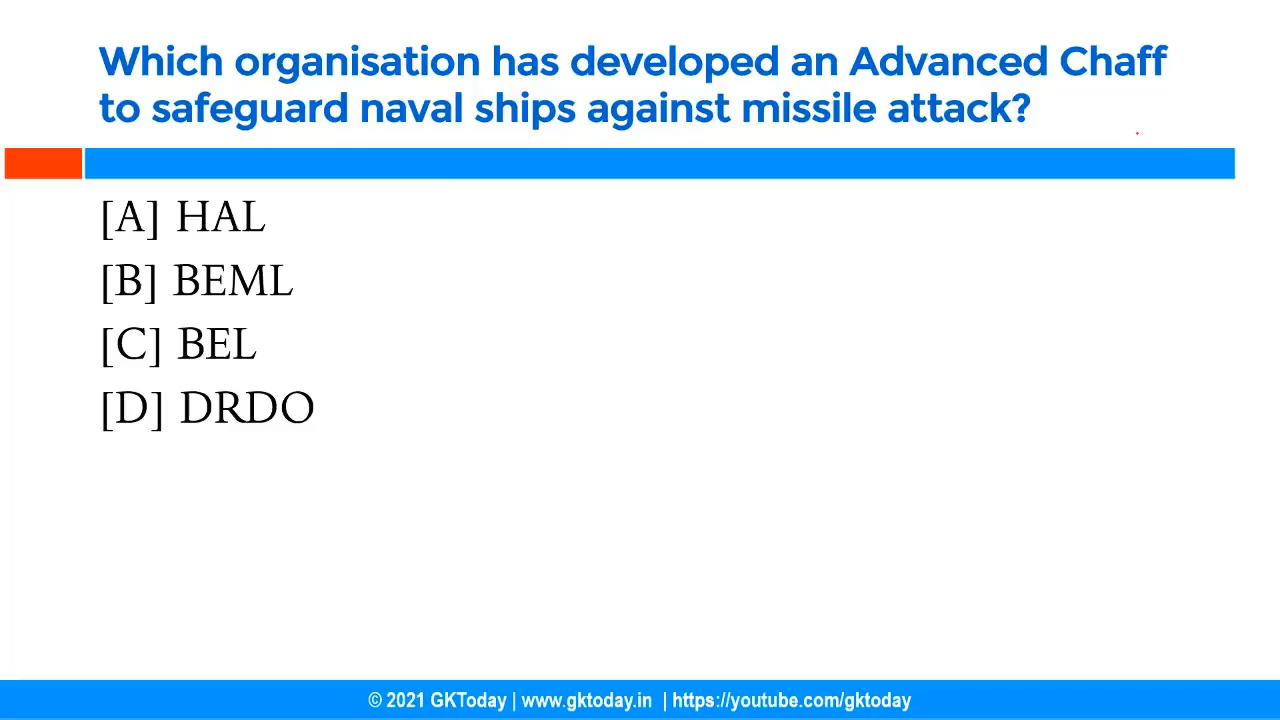 Which organisation has developed an Advanced Chaff
to safeguard naval ships against missile attack?
[A] HAL
[B] BEML
[C] BEL
[D] DRDO
© 2021 GKToday | www.gktoday.in | https://youtube.com/gktoday